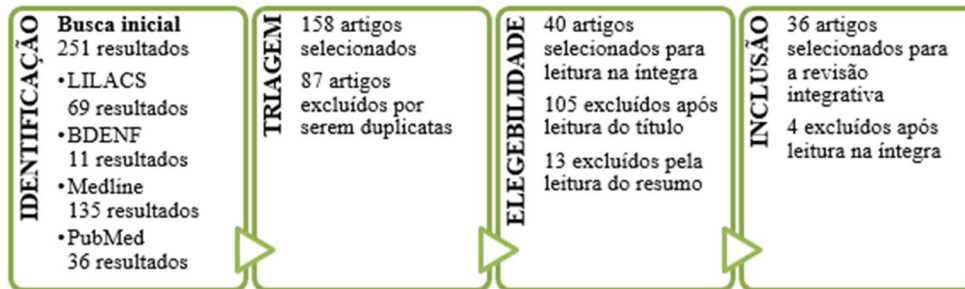 IDENTIFICAÇÃO
Busca inicial
251 resultados
•LILACS
69 resultados
•BDENF
11 resultados
•Medline
135 resultados
•PubMed
36 resultados
TRIAGEM
158 artigos
selecionados
87 artigos
excluídos por
serem duplicatas
ELEGEBILIDADE
40 artigos
selecionados para
leitura na íntegra
105 excluídos após
leitura do título
13 excluídos pela
leitura do resumo
INCLUSÃO
36 artigos
selecionados para
a revisão
integrativa
4 excluídos após
leitura na íntegra